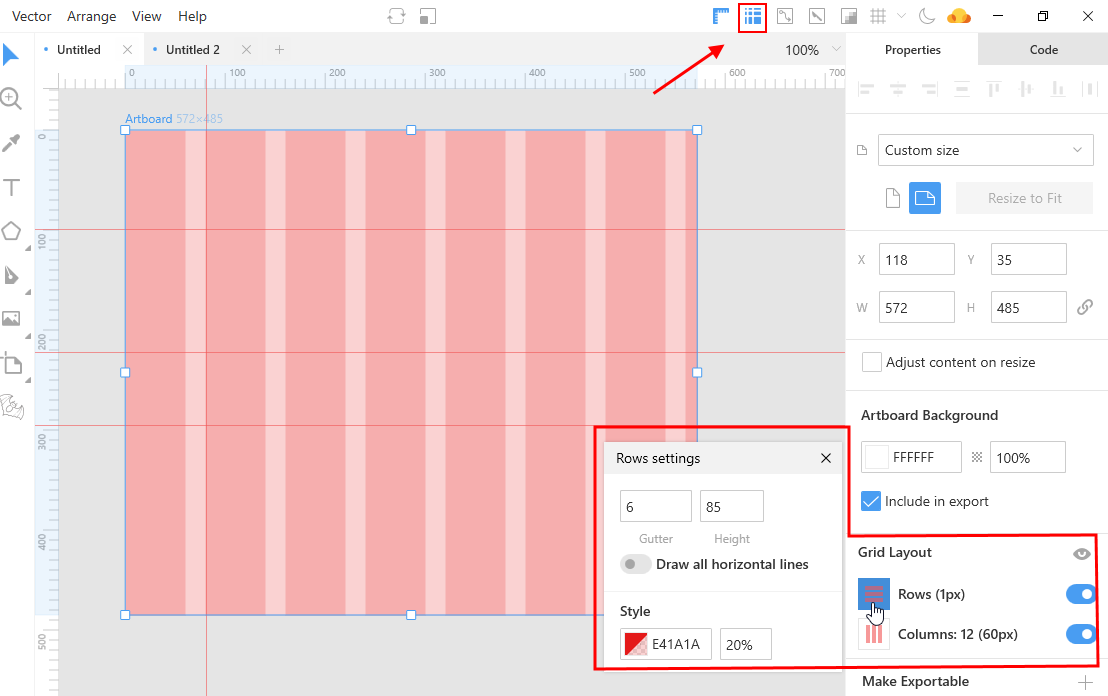 Vector Arrange View Help
Untitled Untitled 2 100% Properties Code
0 100 200 300 400 500 600 700
Artboard 572×485
0
100
200
300
400
500
Custom size
Resize to Fit
X 118 Y 35
W 572 H 485
Adjust content on resize
Artboard Background
FFFFFF 100%
Include in export
Rows settings
6 85
Gutter Height
Draw all horizontal lines
Style
E41A1A 20%
Grid Layout
Rows (1px)
Columns: 12 (60px)
Make Exportable